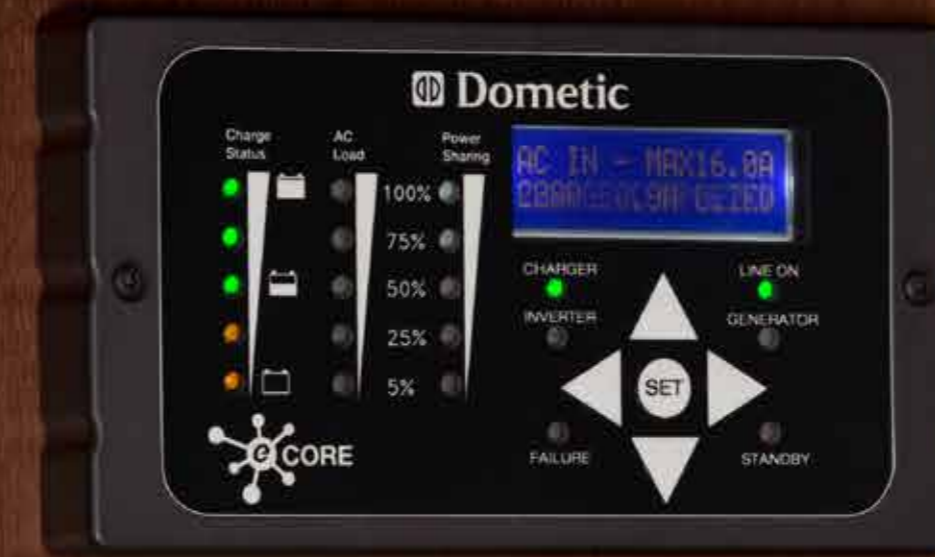 Dometic
Charge Status
AC Load
Power Sharing
AC IN - MAX16.0A
100%
75%
50%
25%
5%
CHARGER
LINE ON
INVERTER
GENERATOR
SET
FAILURE
STANDBY
e CORE